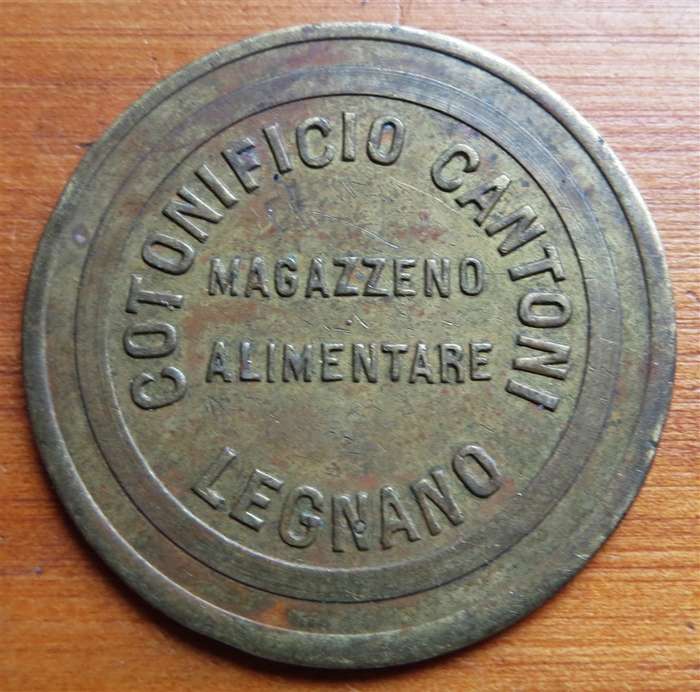 COTONIFICIO CANTONI
MAGAZZENO
ALIMENTARE
LEGNANO